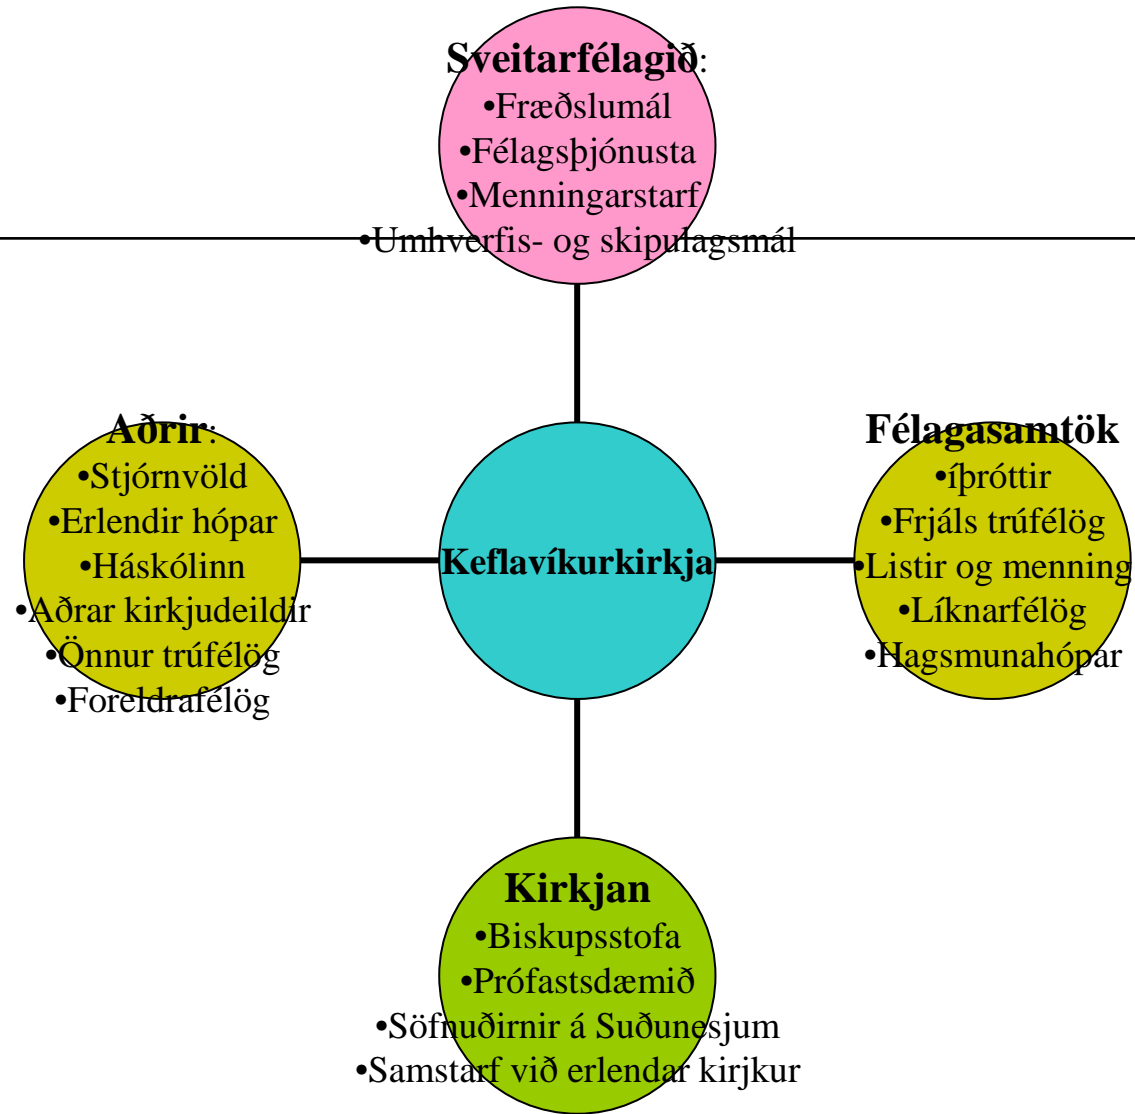 Sveitarfélagið:
•Fræðslumál
•Félagsþjónusta
•Menningarstarf
•Umhverfis- og skipulagsmál
Aðrir:
•Stjórnvöld
•Erlendir hópar
•Háskólinn
•Aðrar kirkjudeildir
•Önnur trúfélög
•Foreldrafélög
Keflavíkurkirkja
Félagasamtök
•íþróttir
•Frjáls trúfélög
•Listir og menning
•Líknarfélög
•Hagsmunahópar
Kirkjan
•Biskupsstofa
•Prófastsdæmið
•Söfnuðirnir á Suðunesjum
•Samstarf við erlendar kirjkur